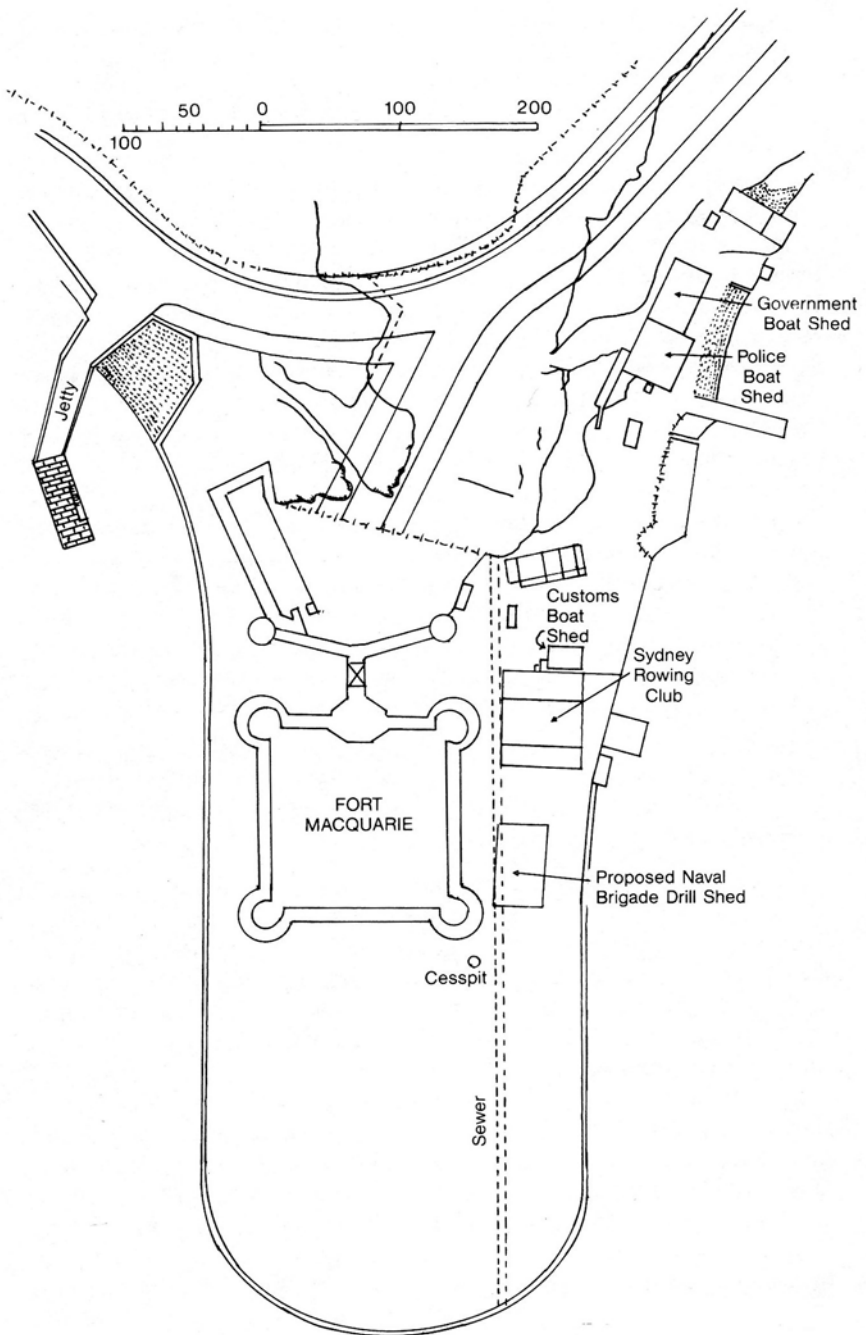 50 0 100 200
100
Government
Boat Shed
Police
Boat
Shed
Jetty
Customs
Boat
Shed
Sydney
Rowing
Club
FORT
MACQUARIE
Proposed Naval
Brigade Drill Shed
Cesspit
Sewer